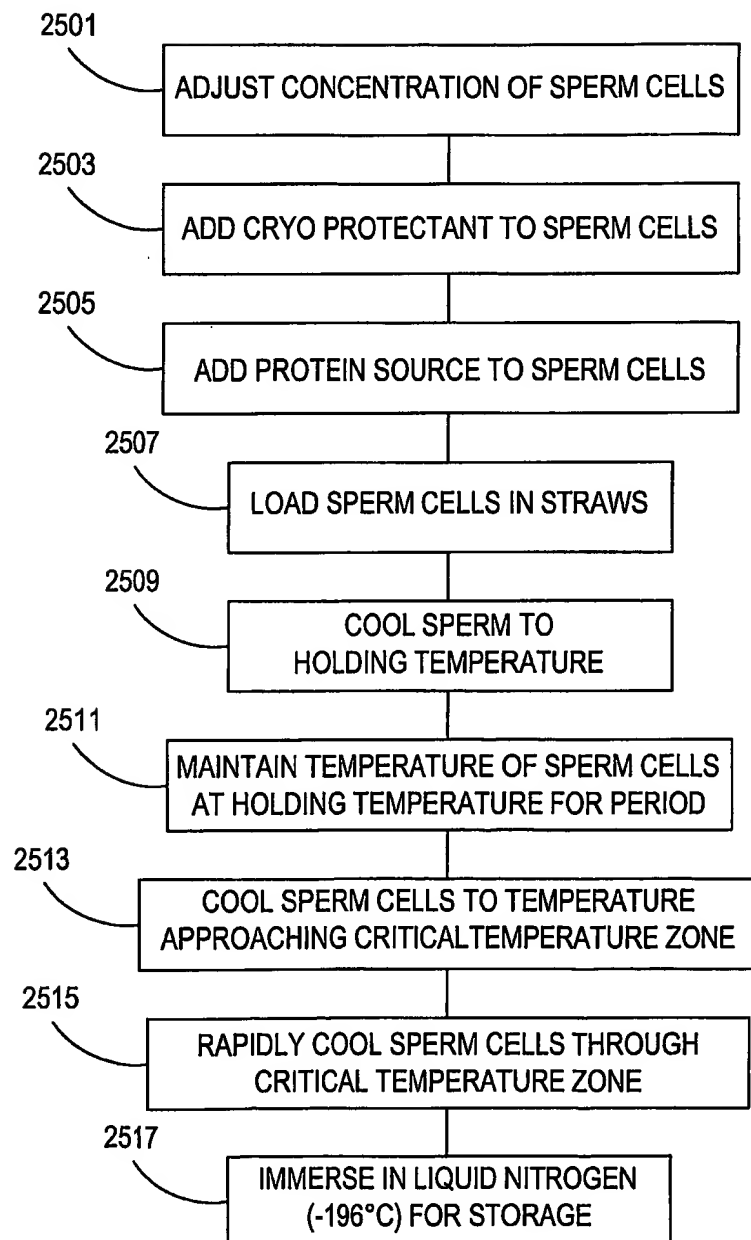 2501
ADJUST CONCENTRATION OF SPERM CELLS
2503
ADD CRYO PROTECTANT TO SPERM CELLS
2505
ADD PROTEIN SOURCE TO SPERM CELLS
2507
LOAD SPERM CELLS IN STRAWS
2509
COOL SPERM TO
HOLDING TEMPERATURE
2511
MAINTAIN TEMPERATURE OF SPERM CELLS
AT HOLDING TEMPERATURE FOR PERIOD
2513
COOL SPERM CELLS TO TEMPERATURE
APPROACHING CRITICALTEMPERATURE ZONE
2515
RAPIDLY COOL SPERM CELLS THROUGH
CRITICAL TEMPERATURE ZONE
2517
IMMERSE IN LIQUID NITROGEN
(-196°C) FOR STORAGE